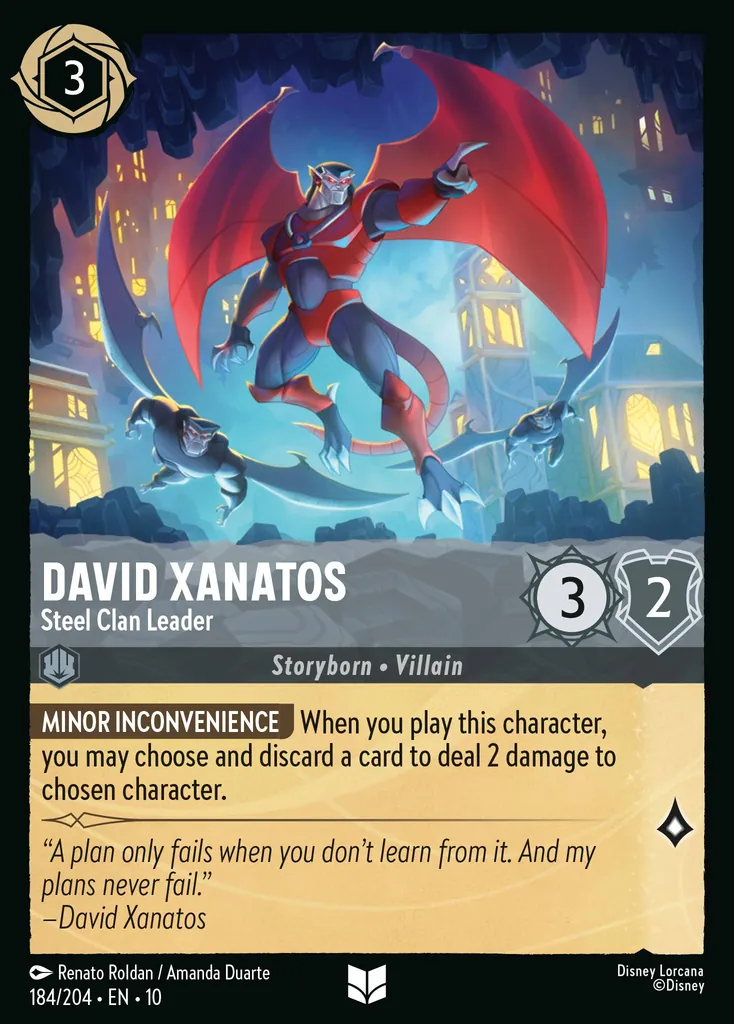 3
DAVID XANATOS
Steel Clan Leader
3
2
Storyborn • Villain
MINOR INCONVENIENCE When you play this character,
you may choose and discard a card to deal 2 damage to
chosen character.
“A plan only fails when you don’t learn from it. And my
plans never fail.”
–David Xanatos
Renato Roldan / Amanda Duarte
184/204 • EN • 10
Disney Lorcana
©Disney